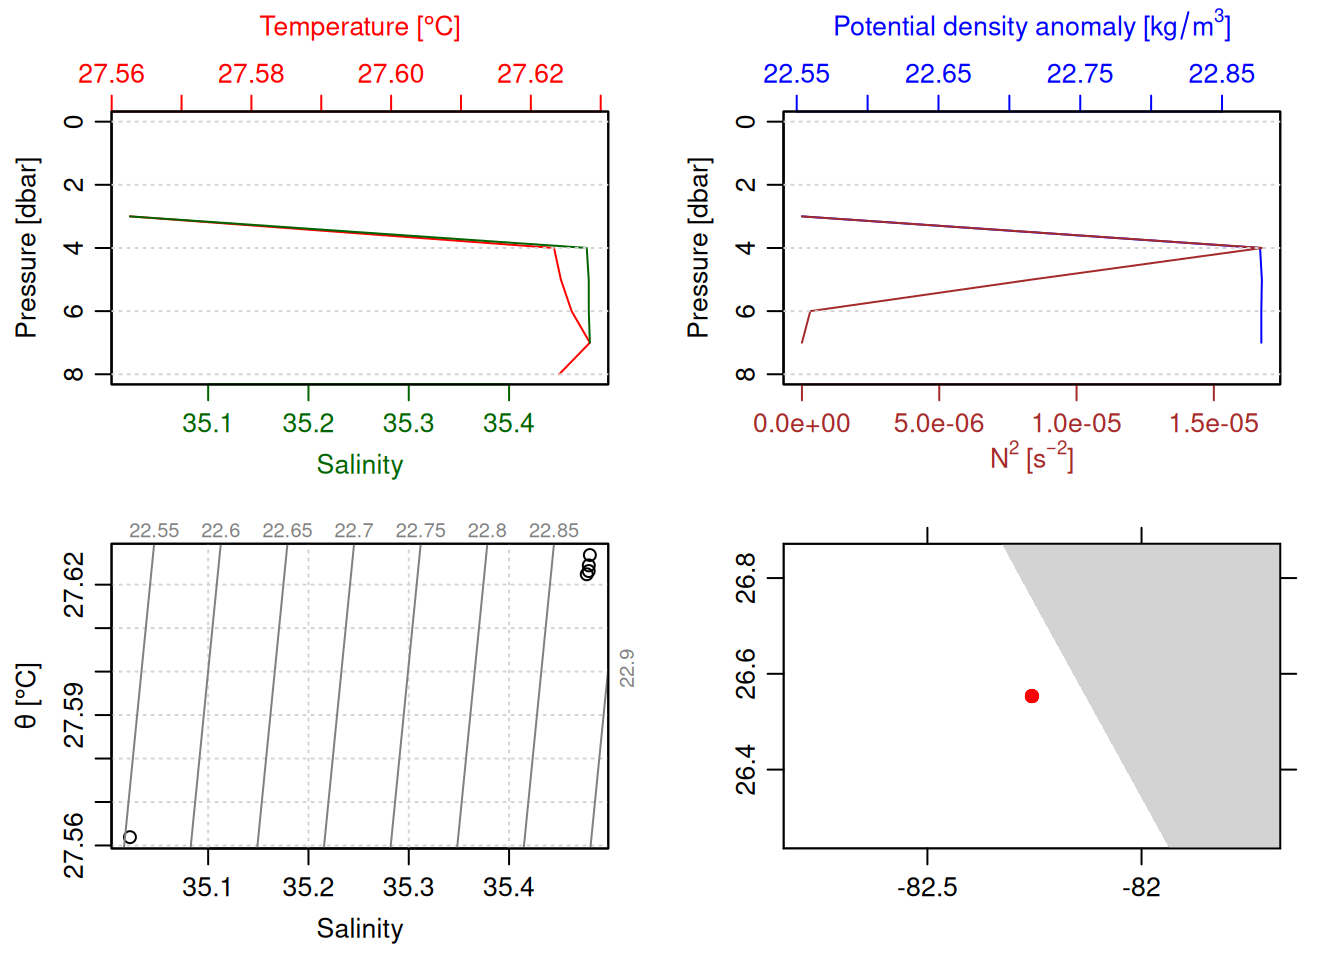 Temperature [°C]
27.56 27.58 27.60 27.62
Pressure [dbar]
0
2
4
6
8
35.1 35.2 35.3 35.4
Salinity
Potential density anomaly [kg/m³]
22.55 22.65 22.75 22.85
Pressure [dbar]
0
2
4
6
8
0.0e+00 5.0e-06 1.0e-05 1.5e-05
N² [s⁻²]
22.55 22.6 22.65 22.7 22.75 22.8 22.85
22.9
θ [°C]
27.62
27.59
27.56
35.1 35.2 35.3 35.4
Salinity
26.8
26.6
26.4
-82.5 -82